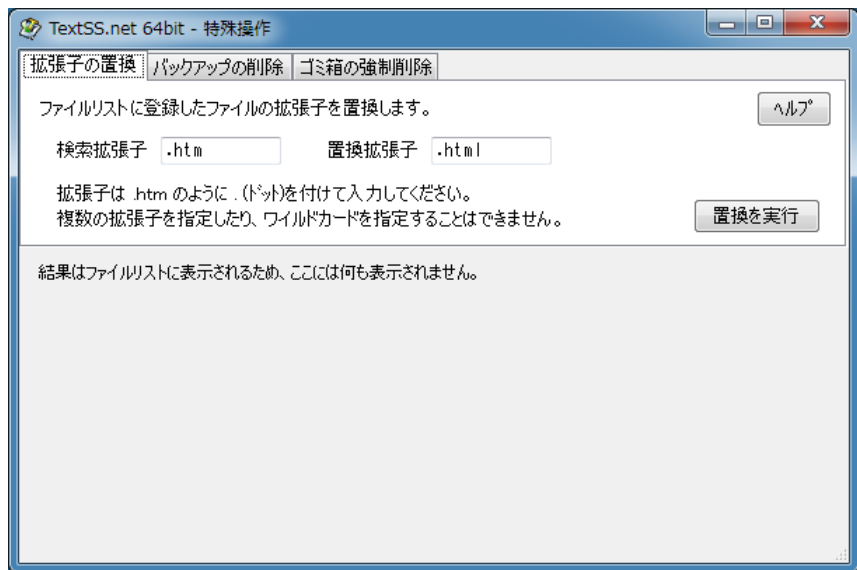 TextSS.net 64bit - 特殊操作
拡張子の置換 バックアップの削除 ゴミ箱の強制削除
ファイルリストに登録したファイルの拡張子を置換します。 ヘルプ
検索拡張子 .htm 置換拡張子 .html
拡張子は .htm のように . (ドット)を付けて入力してください。
複数の拡張子を指定したり、ワイルドカードを指定することはできません。 置換を実行
結果はファイルリストに表示されるため、ここには何も表示されません。